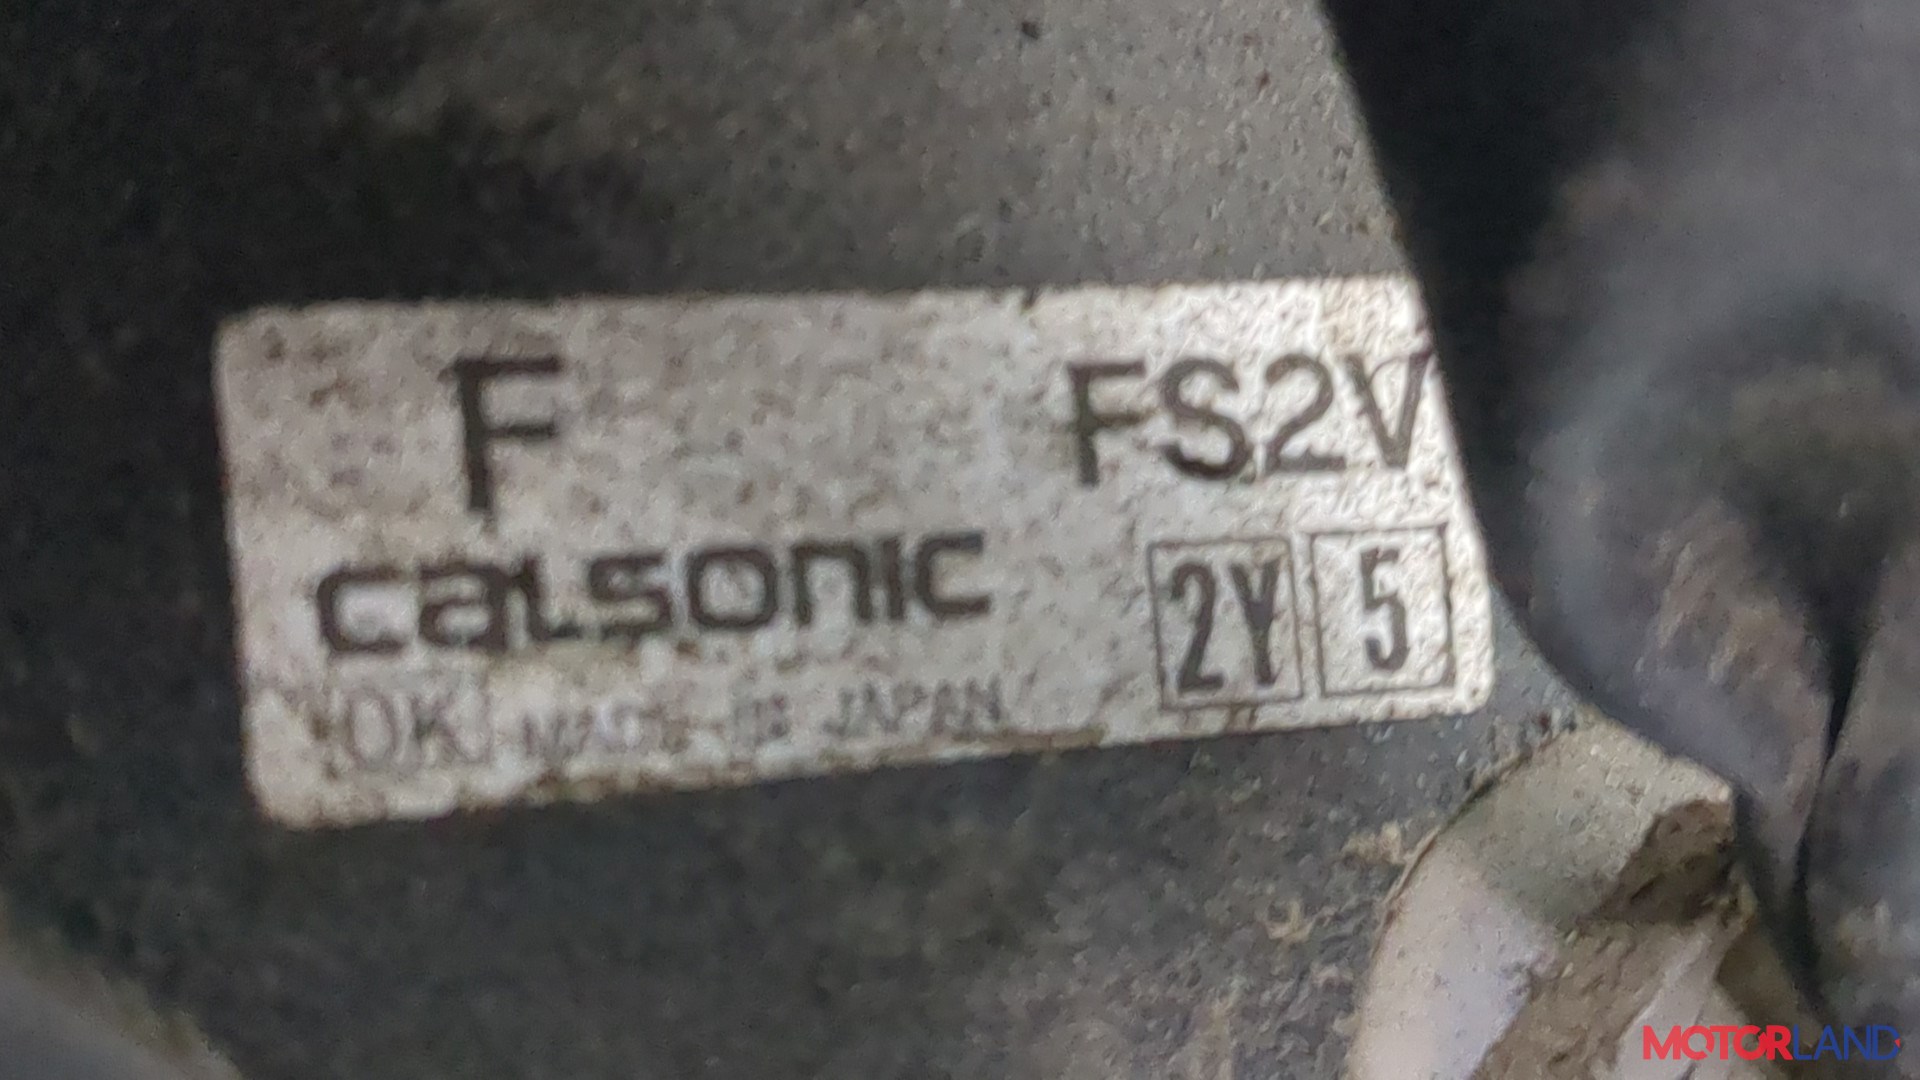 F FS2V
calsonic 2Y 5
OK MADE IN JAPAN
MOTORLAND